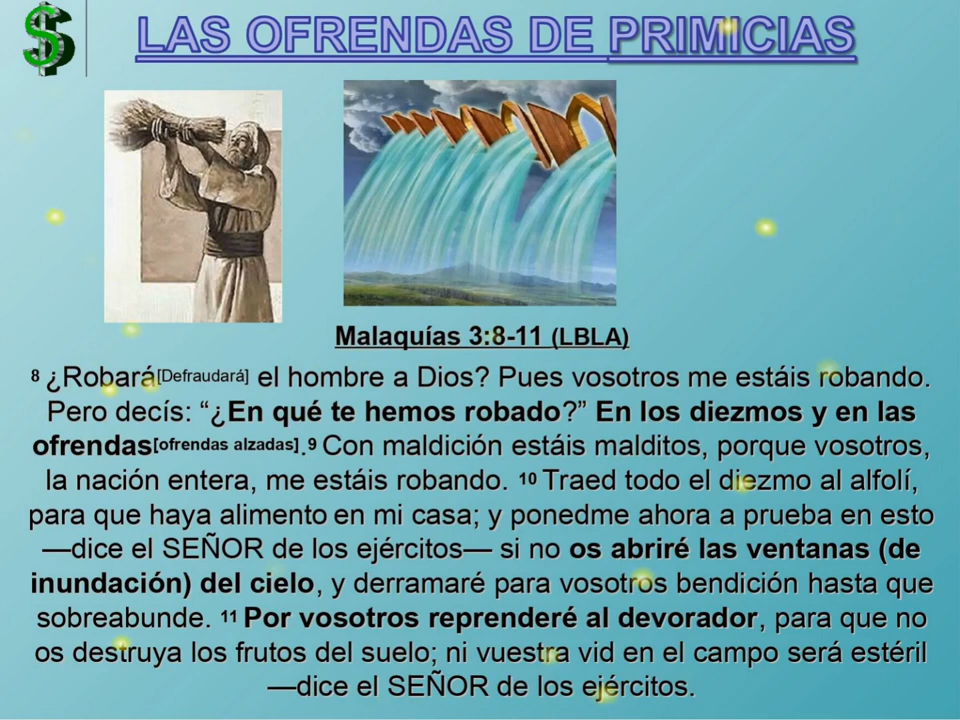 $
LAS OFRENDAS DE PRIMICIAS
Malaquías 3:8-11 (LBLA)
8 ¿Robará[Defraudará] el hombre a Dios? Pues vosotros me estáis robando.
Pero decís: “¿En qué te hemos robado?” En los diezmos y en las
ofrendas[ofrendas alzadas].9 Con maldición estáis malditos, porque vosotros,
la nación entera, me estáis robando. 10 Traed todo el diezmo al alfolí,
para que haya alimento en mi casa; y ponedme ahora a prueba en esto
—dice el SEÑOR de los ejércitos— si no os abriré las ventanas (de
inundación) del cielo, y derramaré para vosotros bendición hasta que
sobreabunde. 11 Por vosotros reprenderé al devorador, para que no
os destruya los frutos del suelo; ni vuestra vid en el campo será estéril
—dice el SEÑOR de los ejércitos.